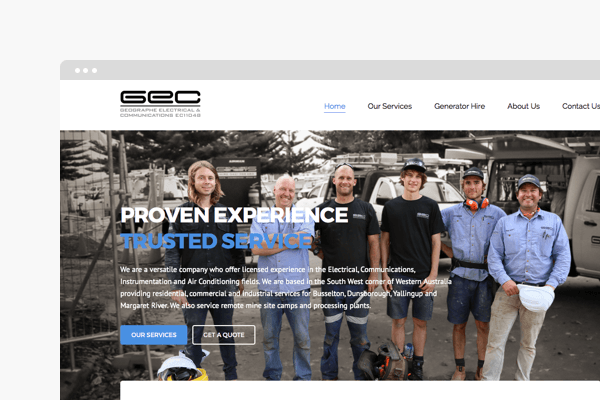 GEC
GEOGRAPHE ELECTRICAL &
COMMUNICATIONS EC11049
Home
Our Services
Generator Hire
About Us
Contact Us
PROVEN EXPERIENCE
TRUSTED SERVICE
We are a versatile company who offer licensed experience in the Electrical, Communications,
Instrumentation and Air Conditioning fields. We are based in the South West corner of Western Australia
providing residential, commercial and industrial services for Busselton, Dunsborough, Yallingup and
Margaret River. We also service remote mine site camps and processing plants.
OUR SERVICES
GET A QUOTE